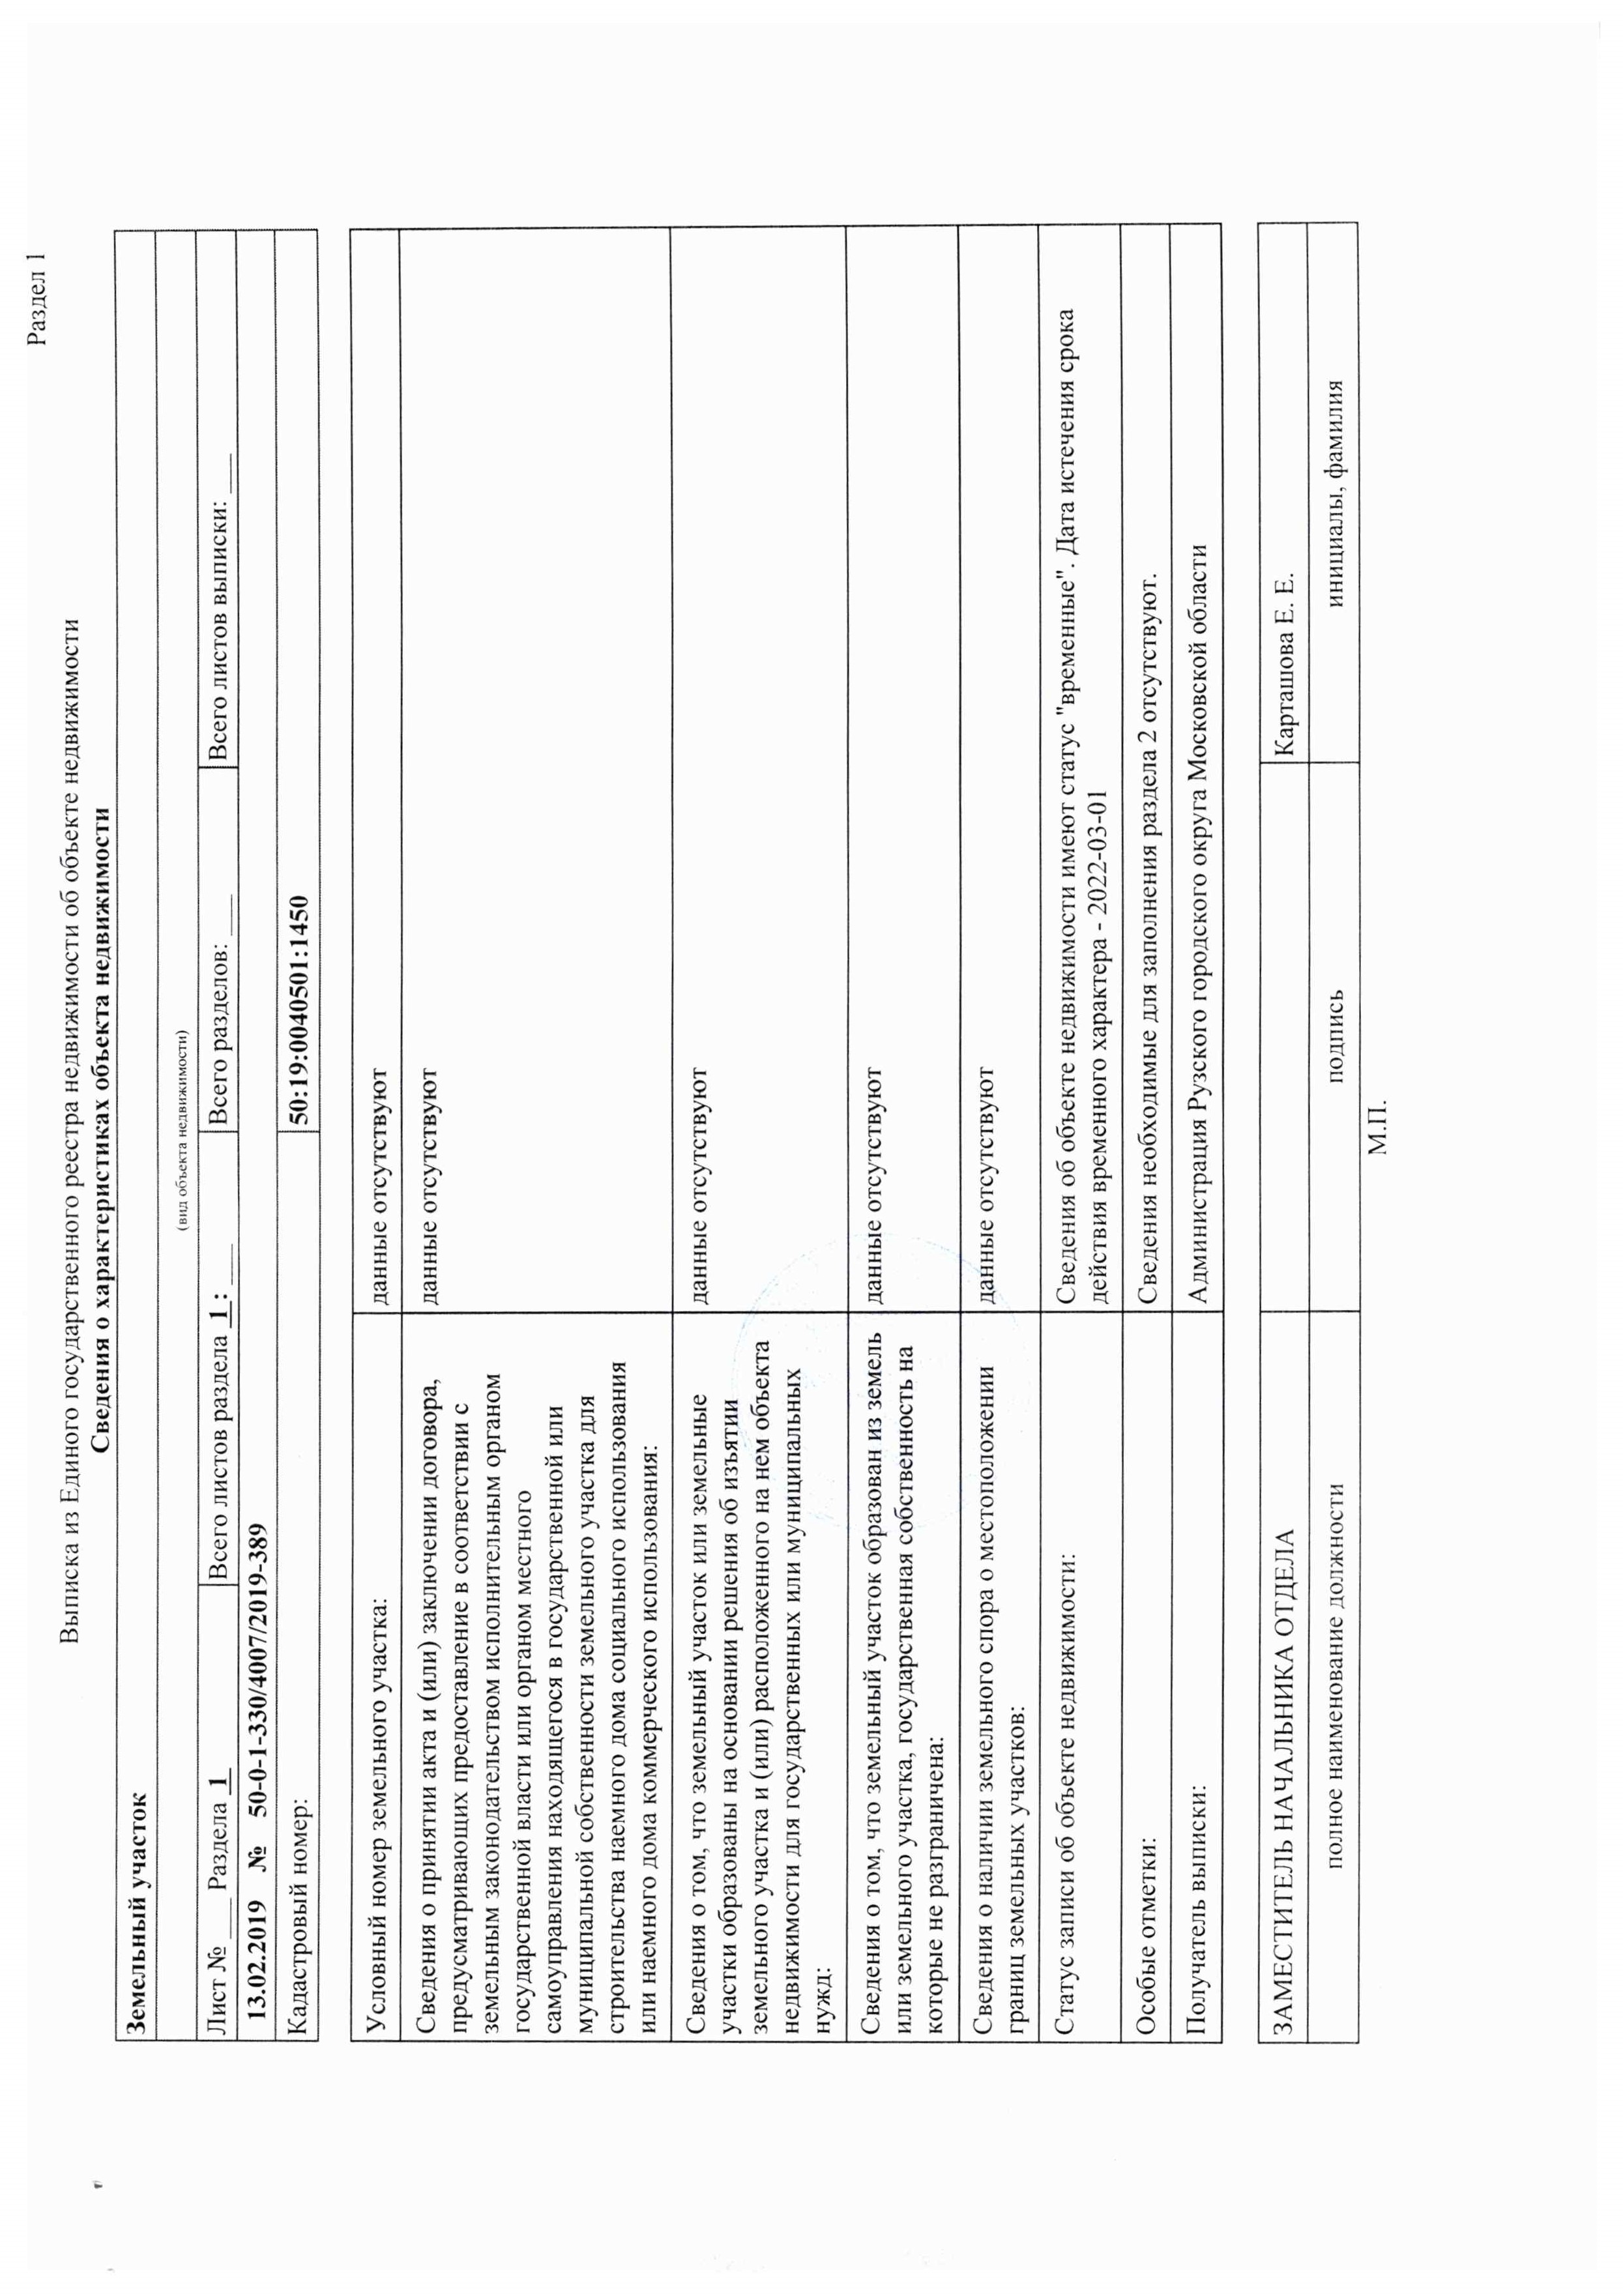 Раздел 1
Выписка из Единого государственного реестра недвижимости об объекте недвижимости
Сведения о характеристиках объекта недвижимости
Земельный участок
(вид объекта недвижимости)
Лист № ___ Раздела 1 Всего листов раздела 1 : ___ Всего разделов: ___ Всего листов выписки: ___
13.02.2019 № 50-0-1-330/4007/2019-389
Кадастровый номер: 50:19:0040501:1450
Условный номер земельного участка: данные отсутствуют
Сведения о принятии акта и (или) заключении договора, данные отсутствуют
предусматривающих предоставление в соответствии с
земельным законодательством исполнительным органом
государственной власти или органом местного
самоуправления находящегося в государственной или
муниципальной собственности земельного участка для
строительства наемного дома социального использования
или наемного дома коммерческого использования:
Сведения о том, что земельный участок или земельные данные отсутствуют
участки образованы на основании решения об изъятии
земельного участка и (или) расположенного на нем объекта
недвижимости для государственных или муниципальных
нужд:
Сведения о том, что земельный участок образован из земель данные отсутствуют
или земельного участка, государственная собственность на
которые не разграничена:
Сведения о наличии земельного спора о местоположении данные отсутствуют
границ земельных участков:
Статус записи об объекте недвижимости: Сведения об объекте недвижимости имеют статус "временные". Дата истечения срока
действия временного характера - 2022-03-01
Особые отметки: Сведения необходимые для заполнения раздела 2 отсутствуют.
Получатель выписки: Администрация Рузского городского округа Московской области
ЗАМЕСТИТЕЛЬ НАЧАЛЬНИКА ОТДЕЛА Карташова Е. Е.
полное наименование должности подпись инициалы, фамилия
М.П.